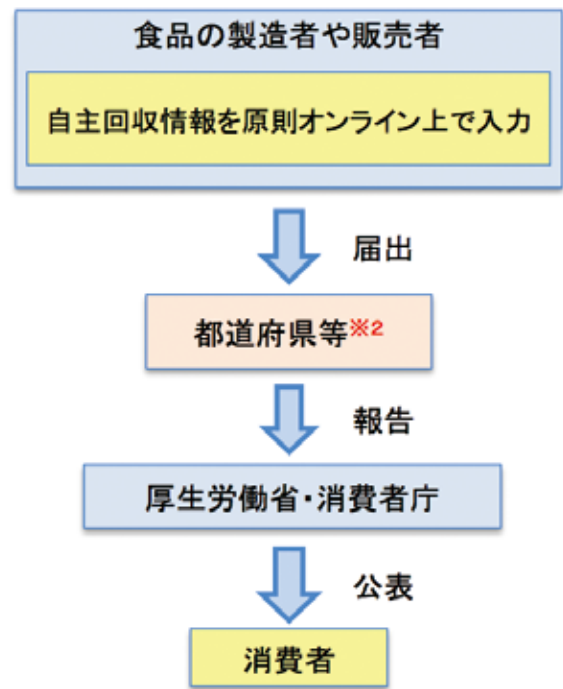 食品の製造者や販売者
自主回収情報を原則オンライン上で入力
届出
都道府県等※2
報告
厚生労働省・消費者庁
公表
消費者